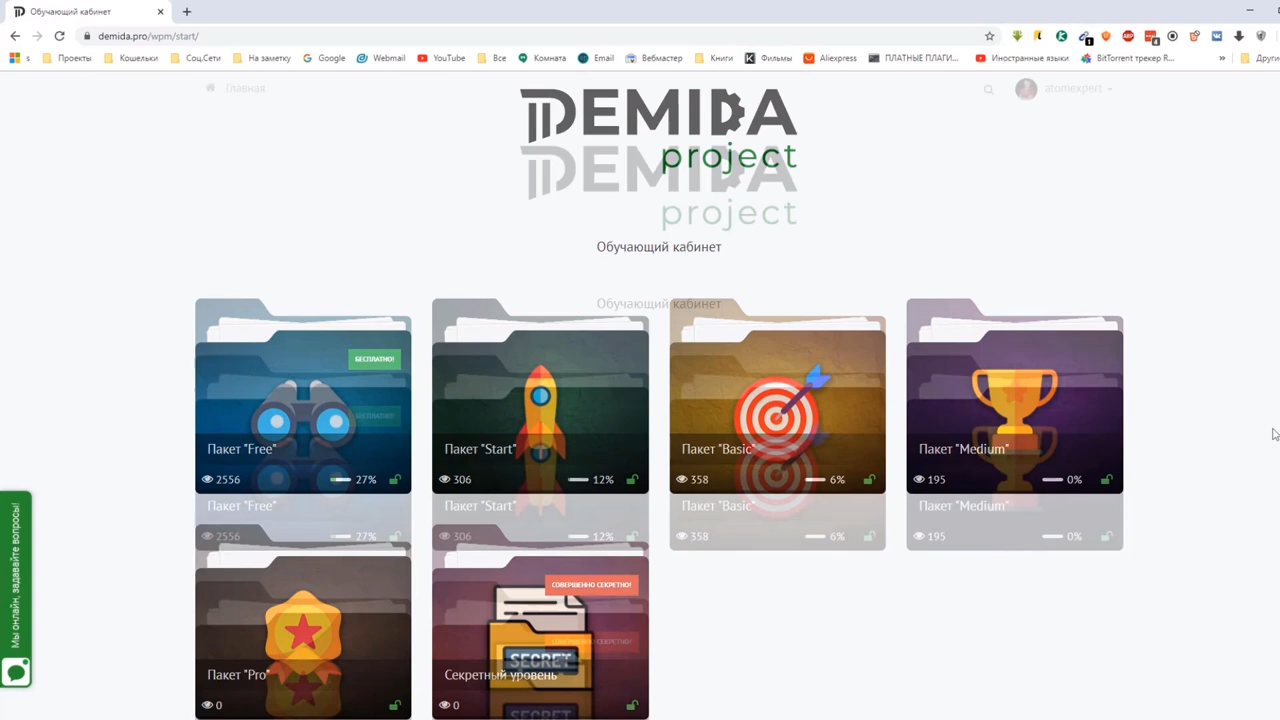 Обучающий кабинет
demida.pro/wpm/start/
s
Проекты
Кошельки
Соц.Сети
На заметку
Google
Webmail
YouTube
Все
Комната
Email
Вебмастер
Книги
Фильмы
Aliexpress
ПЛАТНЫЕ ПЛАГИ...
Иностранные языки
BitTorrent трекер R...
»
Други
Главная
atomexpert
DEMIDA
project
DEMIDA
project
Обучающий кабинет
Обучающий кабинет
БЕСПЛАТНО!
БЕСПЛАТНО!
Пакет "Free"
2556 27%
Пакет "Free"
2556 27%
Пакет "Start"
306 12%
Пакет "Start"
306 12%
Пакет "Basic"
358 6%
Пакет "Basic"
358 6%
Пакет "Medium"
195 0%
Пакет "Medium"
195 0%
Пакет "Pro"
0
СОВЕРШЕННО СЕКРЕТНО!
СОВЕРШЕННО СЕКРЕТНО!
SECRET
Секретный уровень
0
SECRET
Мы онлайн, задавайте вопросы!